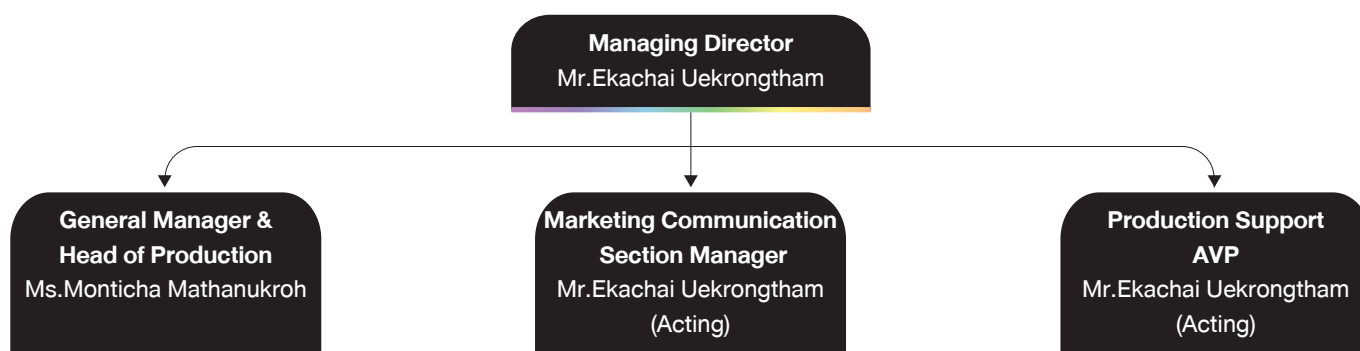 Managing Director
Mr.Ekachai Uekrongtham
General Manager &
Head of Production
Ms.Monticha Mathanukroh
Marketing Communication
Section Manager
Mr.Ekachai Uekrongtham
(Acting)
Production Support
AVP
Mr.Ekachai Uekrongtham
(Acting)